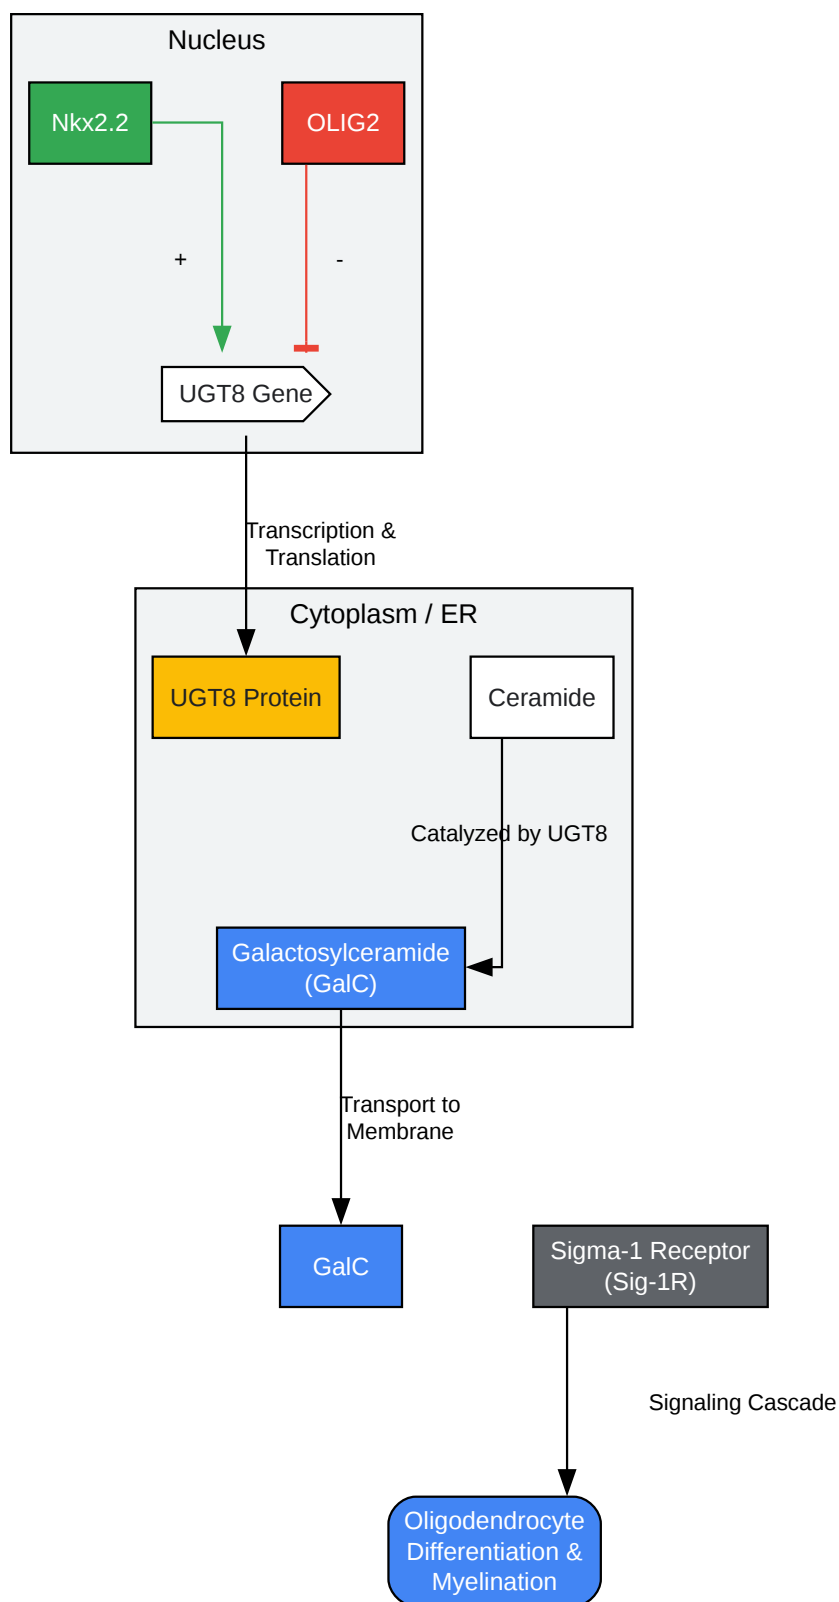 Nucleus
Nkx2.2
OLIG2
+
-
UGT8 Gene
Transcription &
Translation
Cytoplasm / ER
UGT8 Protein
Ceramide
Catalyzed by UGT8
Galactosylceramide
(GalC)
Transport to
Membrane
GalC
Sigma-1 Receptor
(Sig-1R)
Signaling Cascade
Oligodendrocyte
Differentiation &
Myelination